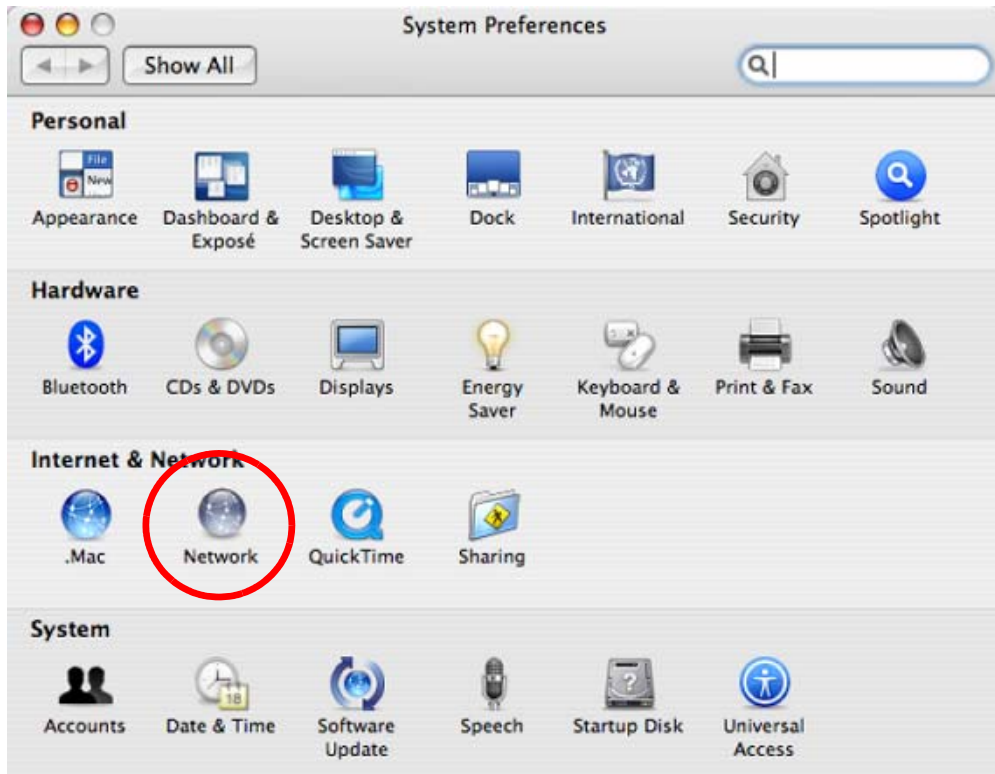 System Preferences
Show All
Personal
File
New
Appearance
Dashboard &
Exposé
Desktop &
Screen Saver
Dock
International
Security
Spotlight
Hardware
Bluetooth
CDs & DVDs
Displays
Energy
Saver
Keyboard &
Mouse
Print & Fax
Sound
Internet & Network
.Mac
Network
QuickTime
Sharing
System
18
?
Accounts
Date & Time
Software
Update
Speech
Startup Disk
Universal
Access